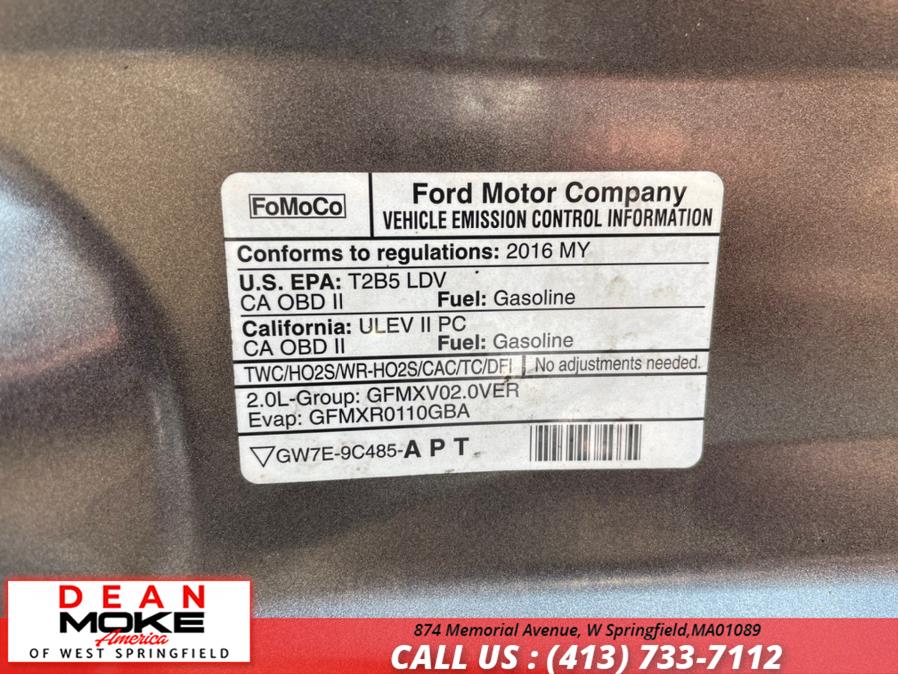 FoMoCo
Ford Motor Company
VEHICLE EMISSION CONTROL INFORMATION
Conforms to regulations: 2016 MY
U.S. EPA: T2B5 LDV
CA OBD II Fuel: Gasoline
California: ULEV II PC
CA OBD II Fuel: Gasoline
TWC/HO2S/WR-HO2S/CAC/TC/DFI No adjustments needed.
2.0L-Group: GFMXV02.0VER
Evap: GFMXR0110GBA
GW7E-9C485-A P T
DEAN
MOKE
America
OF WEST SPRINGFIELD
874 Memorial Avenue, W Springfield,MA01089
CALL US : (413) 733-7112